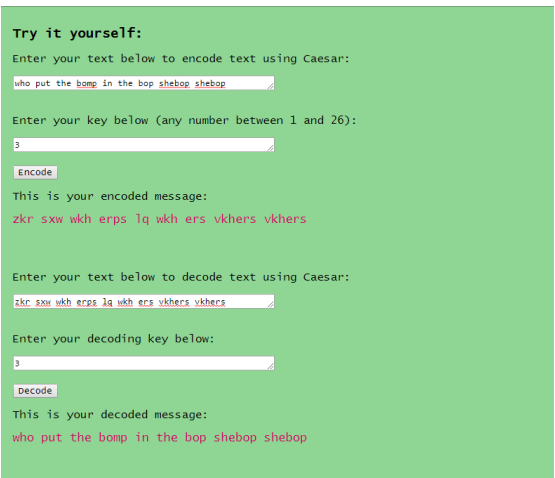 Try it yourself:
Enter your text below to encode text using Caesar:
who put the bomp in the bop shebop shebop
Enter your key below (any number between 1 and 26):
3
Encode
This is your encoded message:
zkr sxw wkh erps lq wkh ers vkhers vkhers
Enter your text below to decode text using Caesar:
zkr sxw wkh erps lq wkh ers vkhers vkhers
Enter your decoding key below:
3
Decode
This is your decoded message:
who put the bomp in the bop shebop shebop